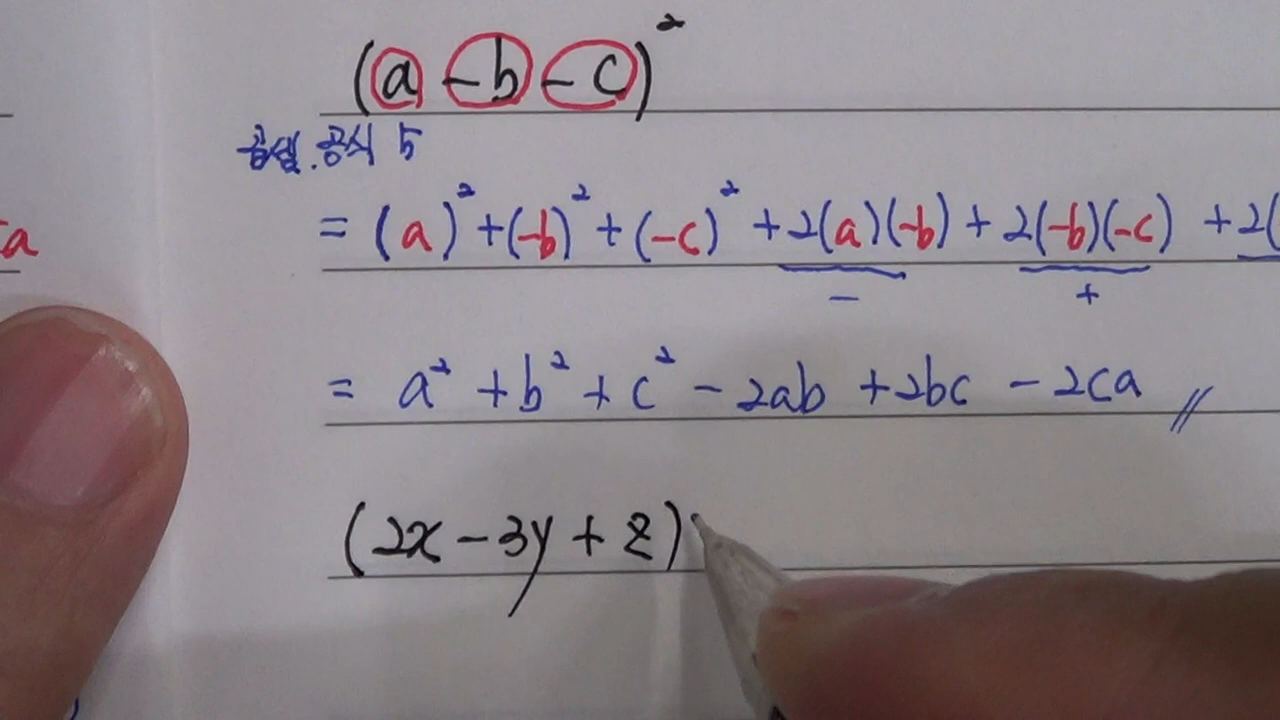 (a - b - c)²
곱셈.공식 5
= (a)² + (-b)² + (-c)² + 2(a)(-b) + 2(-b)(-c) + 2(
- +
a
= a² + b² + c² - 2ab + 2bc - 2ca //
(2x - 3y + z)